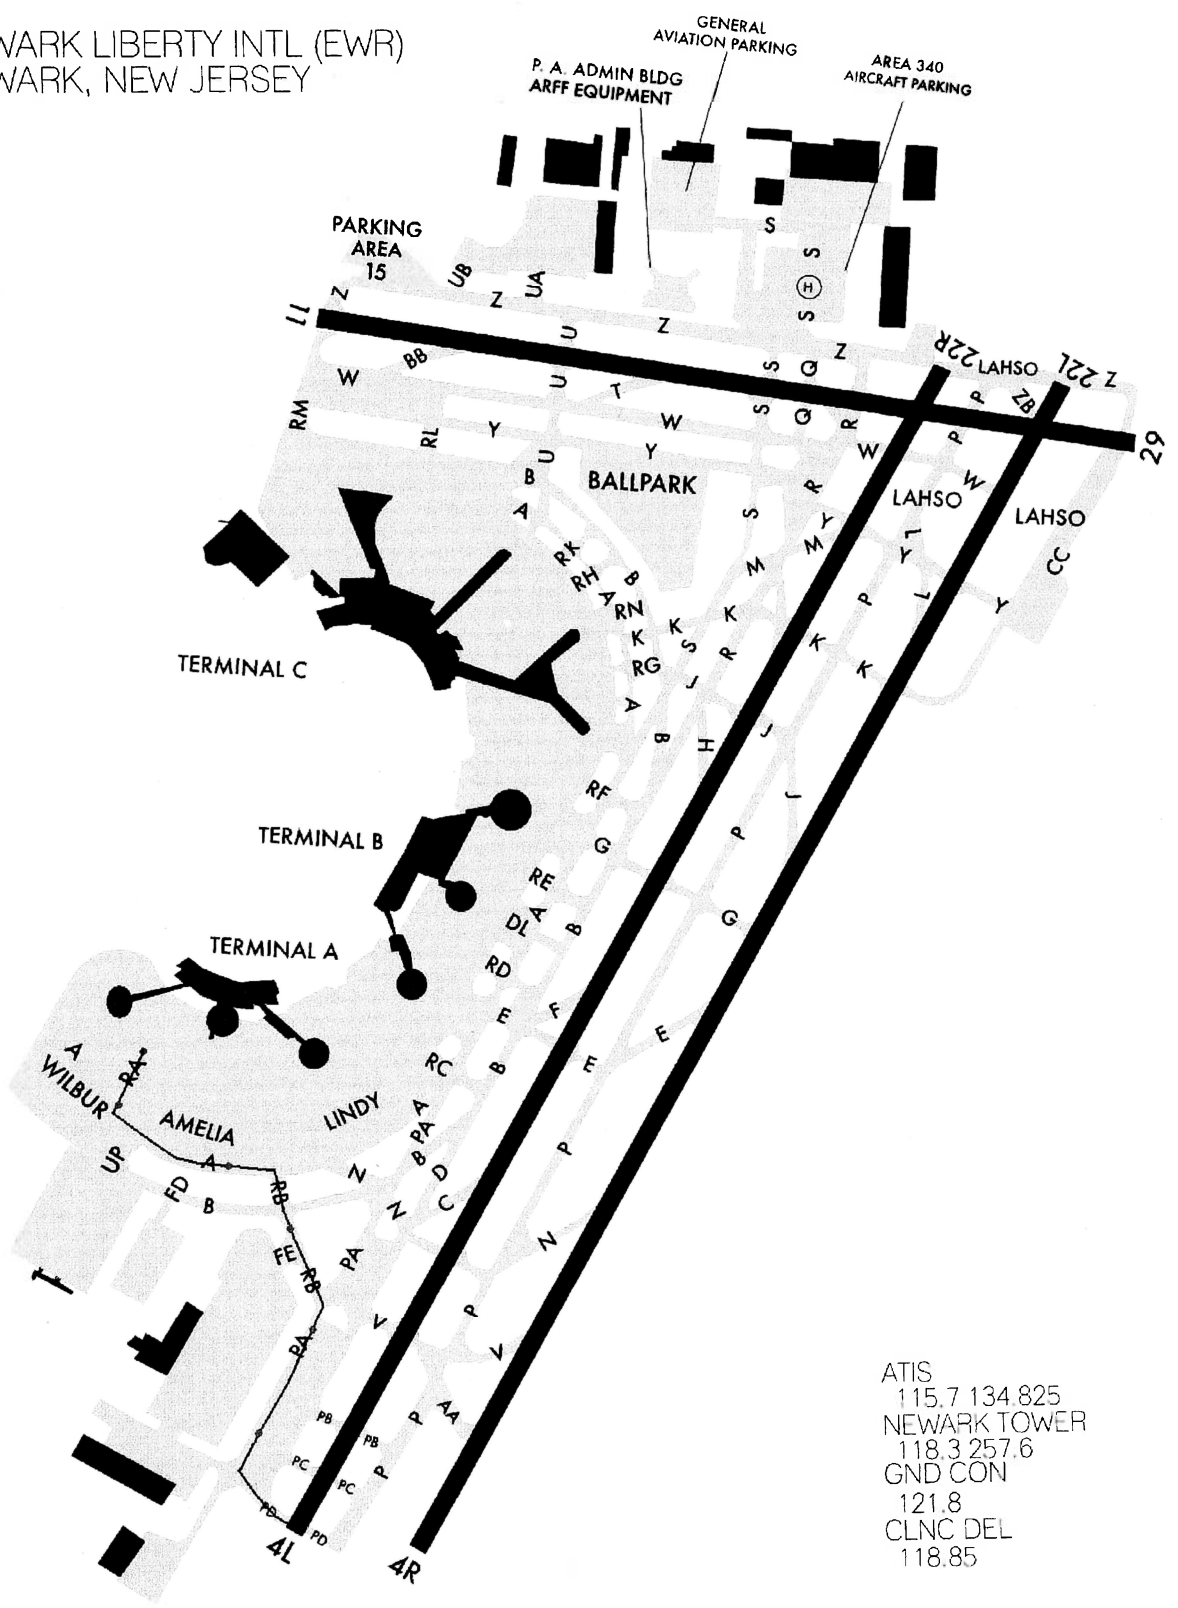 WARK LIBERTY INTL (EWR)
WARK, NEW JERSEY
GENERAL
AVIATION PARKING
P. A. ADMIN BLDG
ARFF EQUIPMENT
AREA 340
AIRCRAFT PARKING
PARKING
AREA
15
S
S
H
S
UB
UA
Z
Z
Z
Z
11
U
22R
LAHSO
22L
Z
BB
W
U
T
S
Q
P
ZB
RM
RL
Y
U
W
Y
S
Q
R
W
P
29
B
BALLPARK
A
S
R
W
LAHSO
LAHSO
Y
M
L
Y
CC
RK
RH
B
A
RN
M
P
L
Y
K
K
K
S
R
K
K
RG
J
TERMINAL C
A
B
H
J
RF
J
TERMINAL B
G
P
RE
DL
A
B
G
TERMINAL A
RD
E
F
E
A
RA
WILBUR
RC
B
E
AMELIA
LINDY
A
PA
B
D
P
UP
A
N
FD
B
RB
N
C
N
FE
RB
PA
V
P
PA
V
PB
PB
P
AA
PC
PC
P
PD
PD
4L
4R
ATIS
115.7 134.825
NEWARK TOWER
118.3 257.6
GND CON
121.8
CLNC DEL
118.85